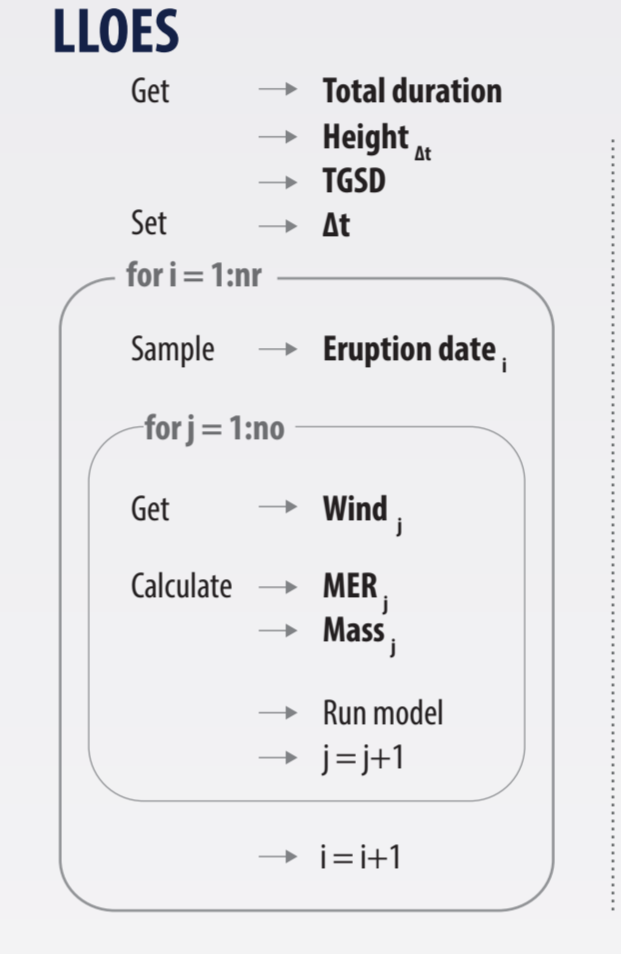 LLOES
Get → Total duration
→ Height Δt
→ TGSD
Set → Δt
for i = 1:nr
Sample → Eruption date i
for j = 1:no
Get → Wind j
Calculate → MER j
→ Mass j
→ Run model
→ j = j+1
→ i = i+1